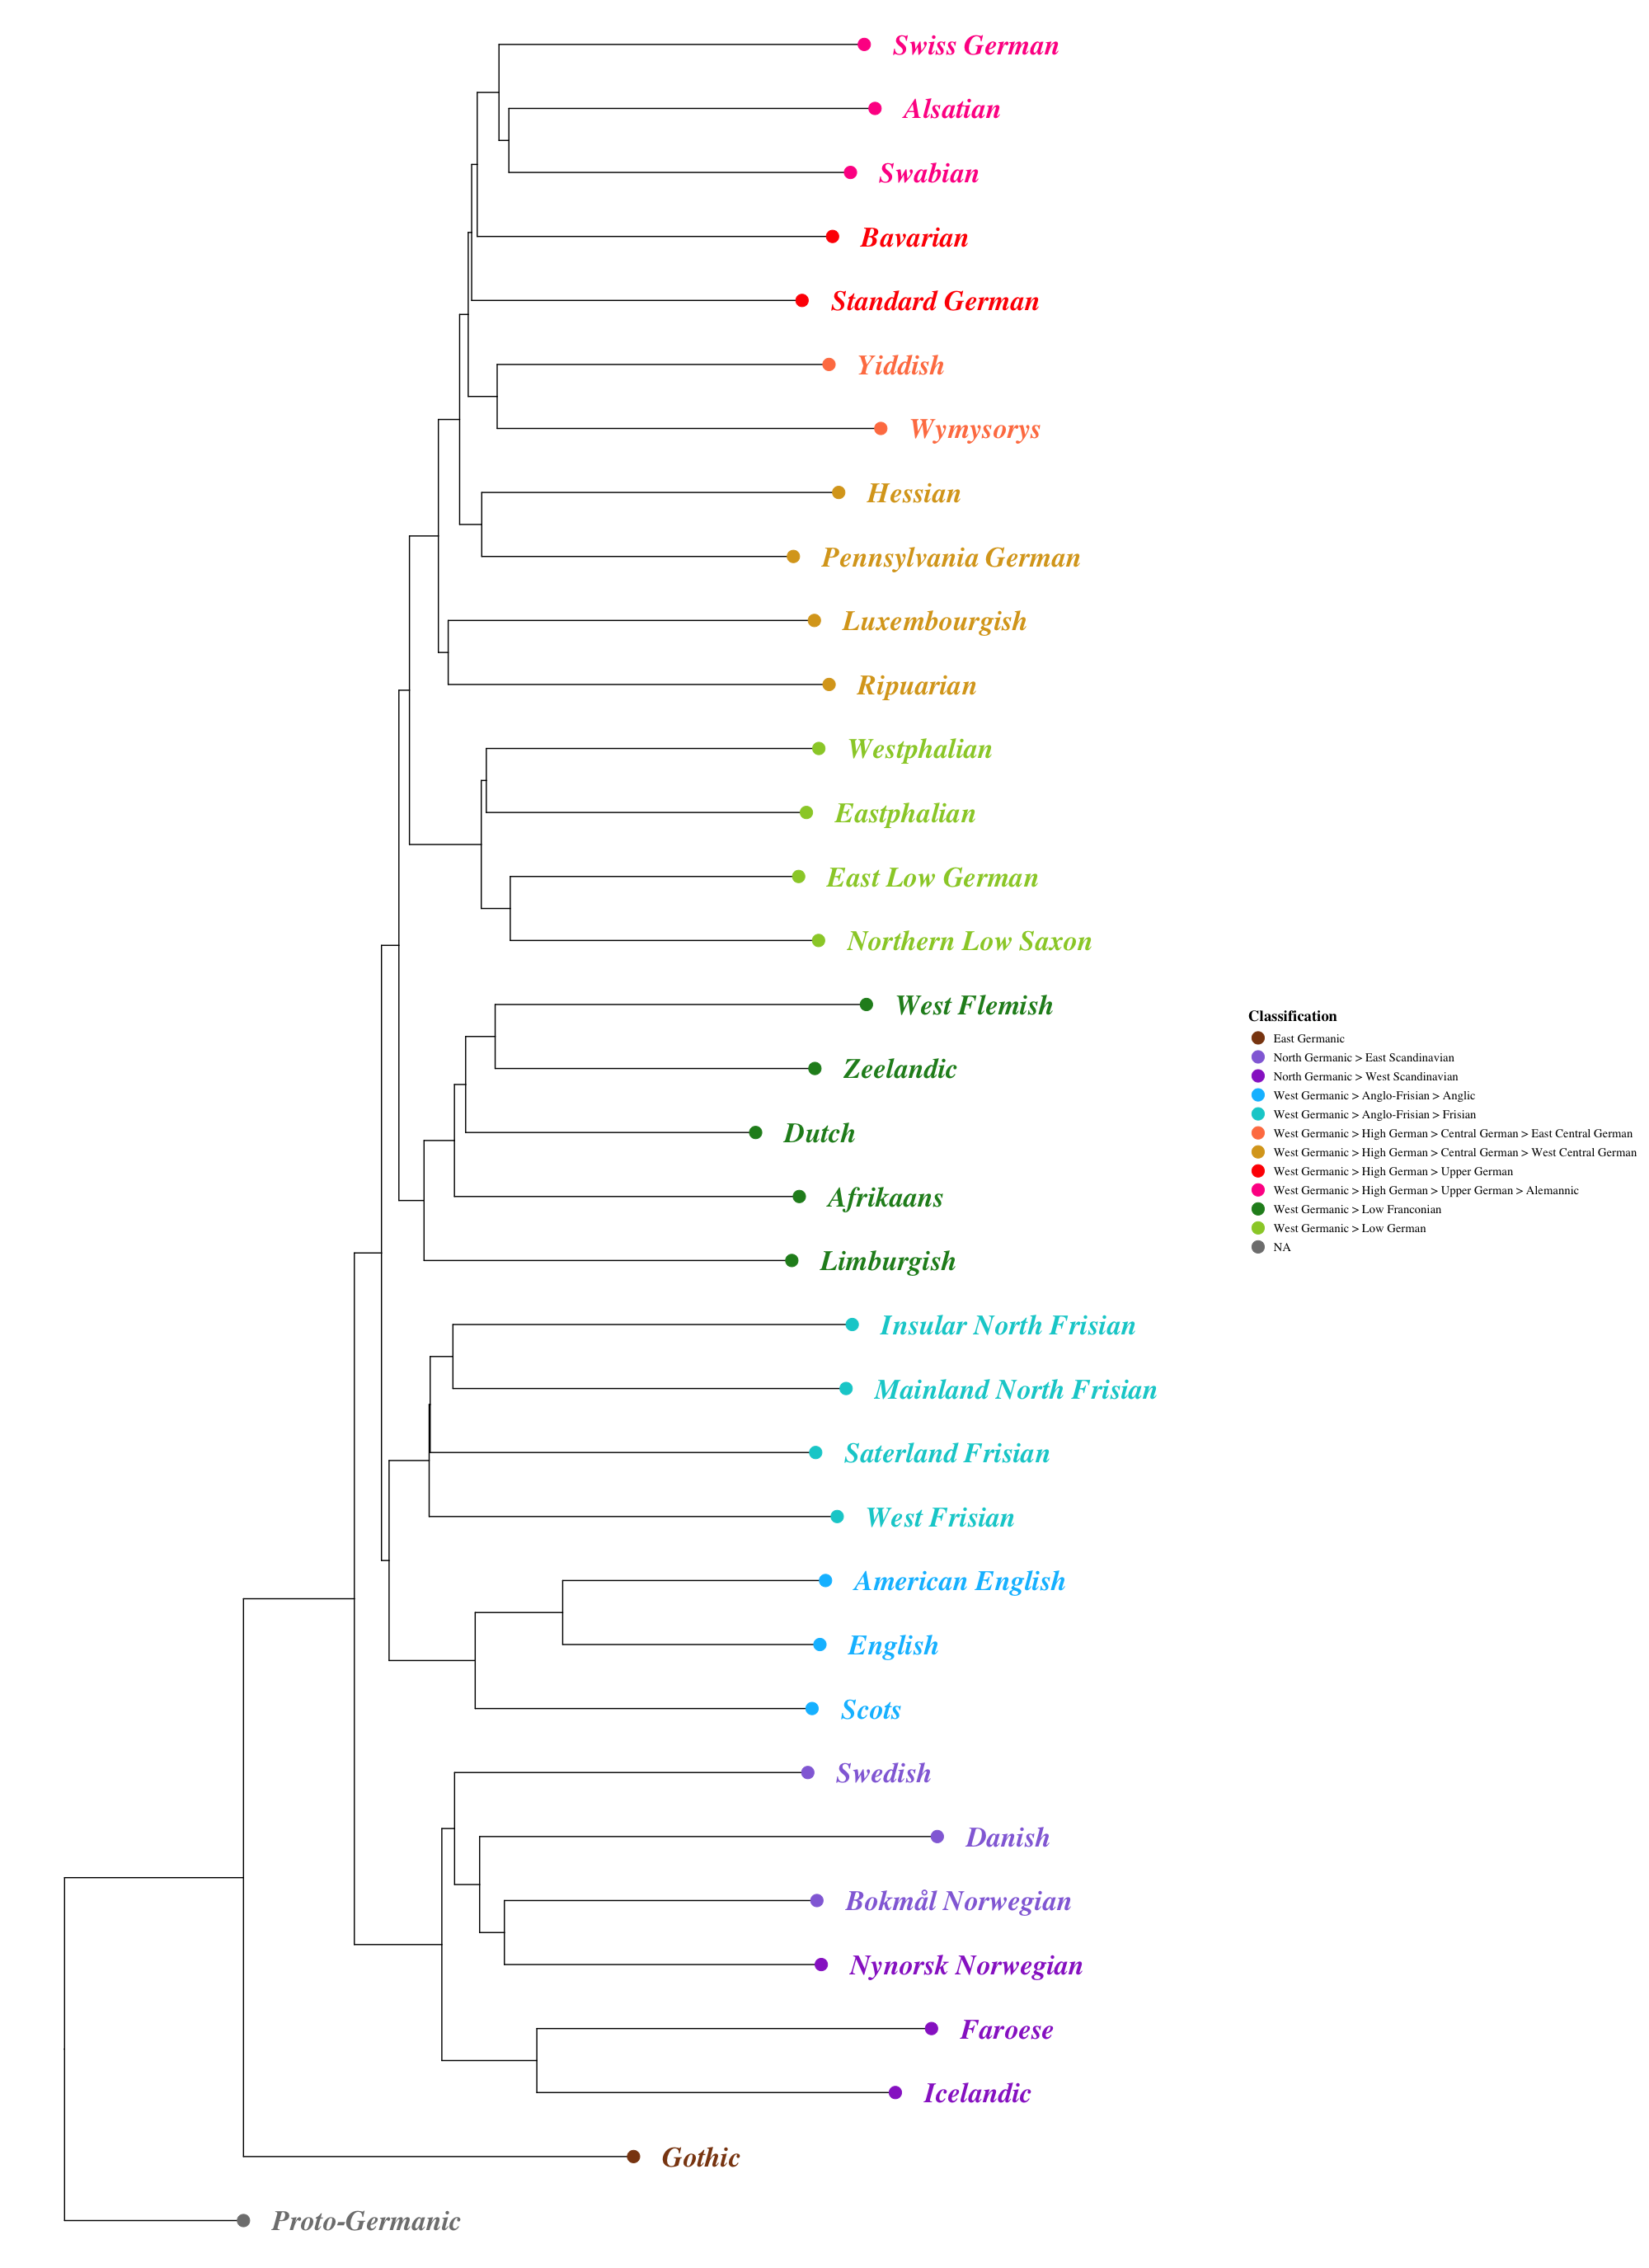 Swiss German
Alsatian
Swabian
Bavarian
Standard German
Yiddish
Wymysorys
Hessian
Pennsylvania German
Luxembourgish
Ripuarian
Westphalian
Eastphalian
East Low German
Northern Low Saxon
West Flemish
Zeelandic
Dutch
Afrikaans
Limburgish
Insular North Frisian
Mainland North Frisian
Saterland Frisian
West Frisian
American English
English
Scots
Swedish
Danish
Bokmål Norwegian
Nynorsk Norwegian
Faroese
Icelandic
Gothic
Proto-Germanic
Classification
East Germanic
North Germanic > East Scandinavian
North Germanic > West Scandinavian
West Germanic > Anglo-Frisian > Anglic
West Germanic > Anglo-Frisian > Frisian
West Germanic > High German > Central German > East Central German
West Germanic > High German > Central German > West Central German
West Germanic > High German > Upper German
West Germanic > High German > Upper German > Alemannic
West Germanic > Low Franconian
West Germanic > Low German
NA